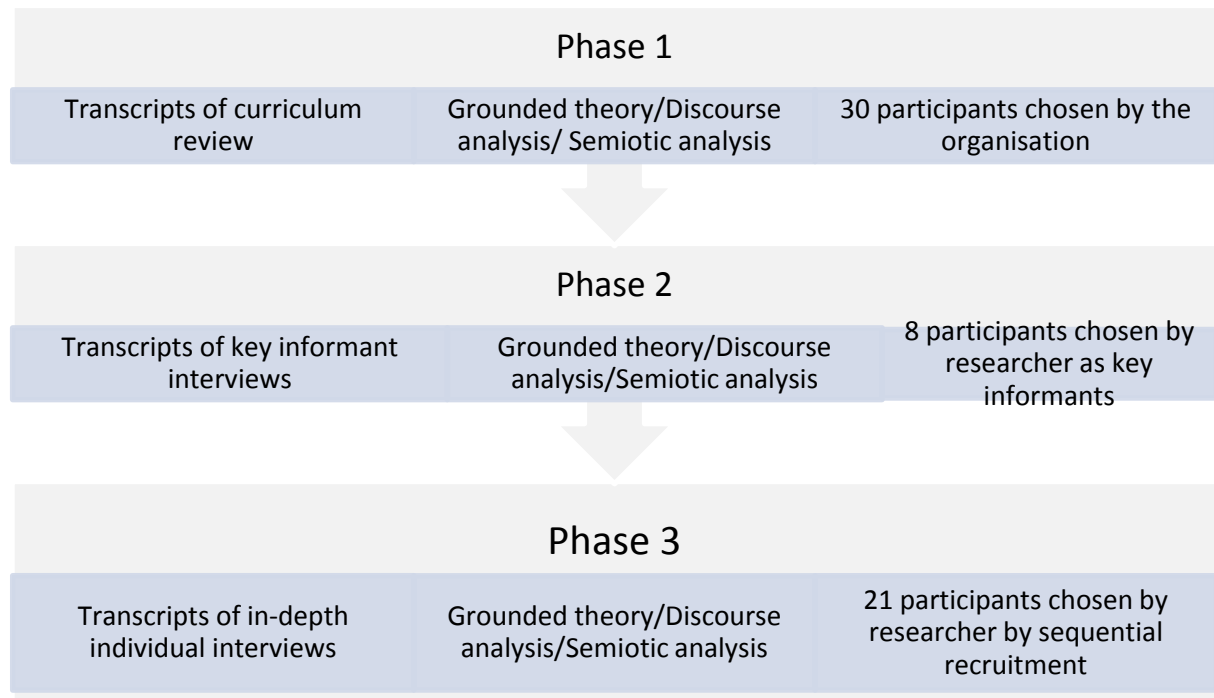 Phase 1
Transcripts of curriculum
review
Grounded theory/Discourse
analysis/ Semiotic analysis
30 participants chosen by the
organisation
Phase 2
Transcripts of key informant
interviews
Grounded theory/Discourse
analysis/Semiotic analysis
8 participants chosen by
researcher as key
informants
Phase 3
Transcripts of in-depth
individual interviews
Grounded theory/Discourse
analysis/Semiotic analysis
21 participants chosen by
researcher by sequential
recruitment